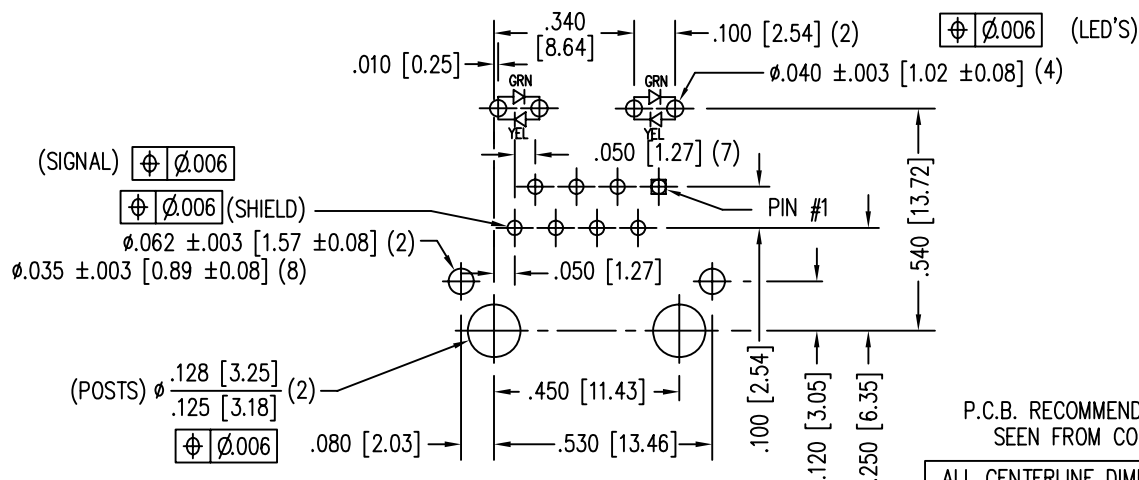 .340
[8.64]
.100 [2.54] (2)
⌖ Ø.006 (LED'S)
.010 [0.25]
GRN
GRN
ø.040 ±.003 [1.02 ±0.08] (4)
YEL
YEL
.050 [1.27] (7)
(SIGNAL) ⌖ Ø.006
⌖ Ø.006 (SHIELD)
PIN #1
ø.062 ±.003 [1.57 ±0.08] (2)
ø.035 ±.003 [0.89 ±0.08] (8)
.050 [1.27]
.540 [13.72]
(POSTS) ø .128 [3.25] (2)
.125 [3.18]
⌖ Ø.006
.450 [11.43]
.080 [2.03]
.530 [13.46]
.100 [2.54]
.120 [3.05]
.250 [6.35]
P.C.B. RECOMMEND
SEEN FROM CO
ALL CENTERLINE DIM